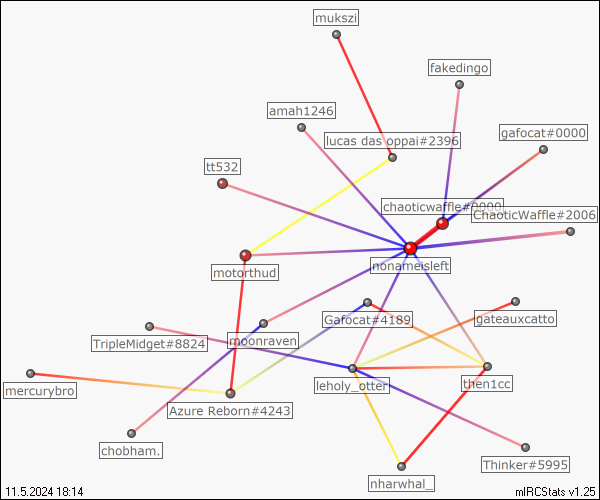 mukszi
fakedingo
amah1246
gafocat#0000
lucas das oppai#2396
tt532
chaoticwaffle#0000
ChaoticWaffle#2006
nonameisleft
motorthud
Gafocat#4189
gateauxcatto
TripleMidget#8824
moonraven
leholy_otter
then1cc
mercurybro
Azure Reborn#4243
chobham.
Thinker#5995
nharwhal_
11.5.2024 18:14
mIRCStats v1.25